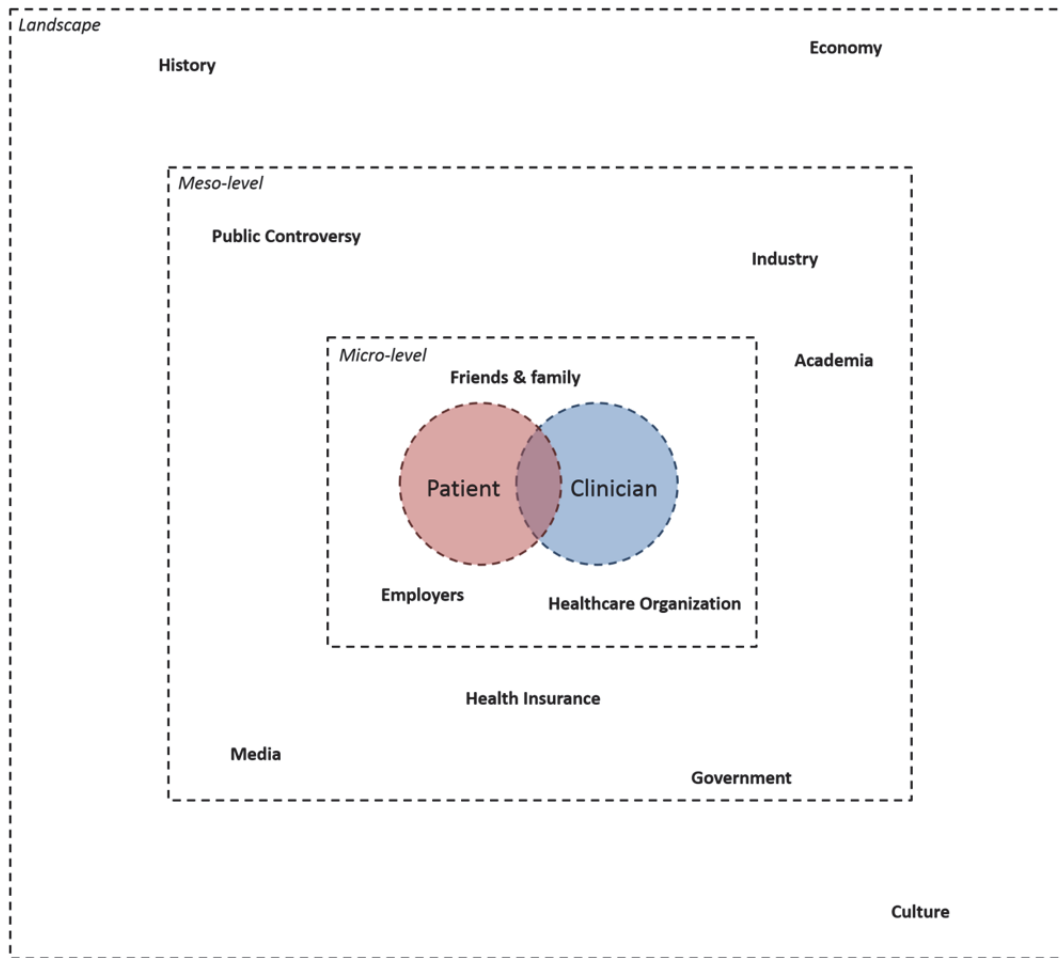 Landscape
Economy
History
Meso-level
Public Controversy
Industry
Micro-level
Academia
Friends & family
Patient
Clinician
Employers
Healthcare Organization
Health Insurance
Media
Government
Culture